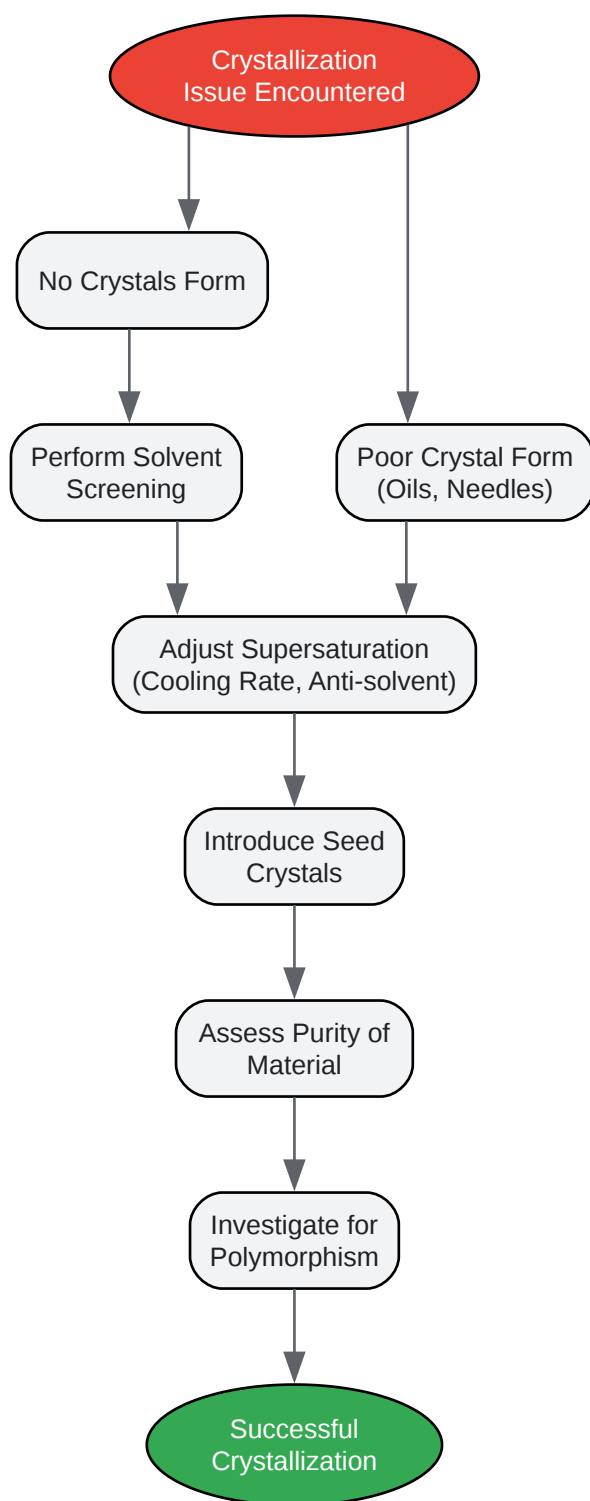 Crystallization
Issue Encountered
No Crystals Form
Perform Solvent
Screening
Poor Crystal Form
(Oils, Needles)
Adjust Supersaturation
(Cooling Rate, Anti-solvent)
Introduce Seed
Crystals
Assess Purity of
Material
Investigate for
Polymorphism
Successful
Crystallization